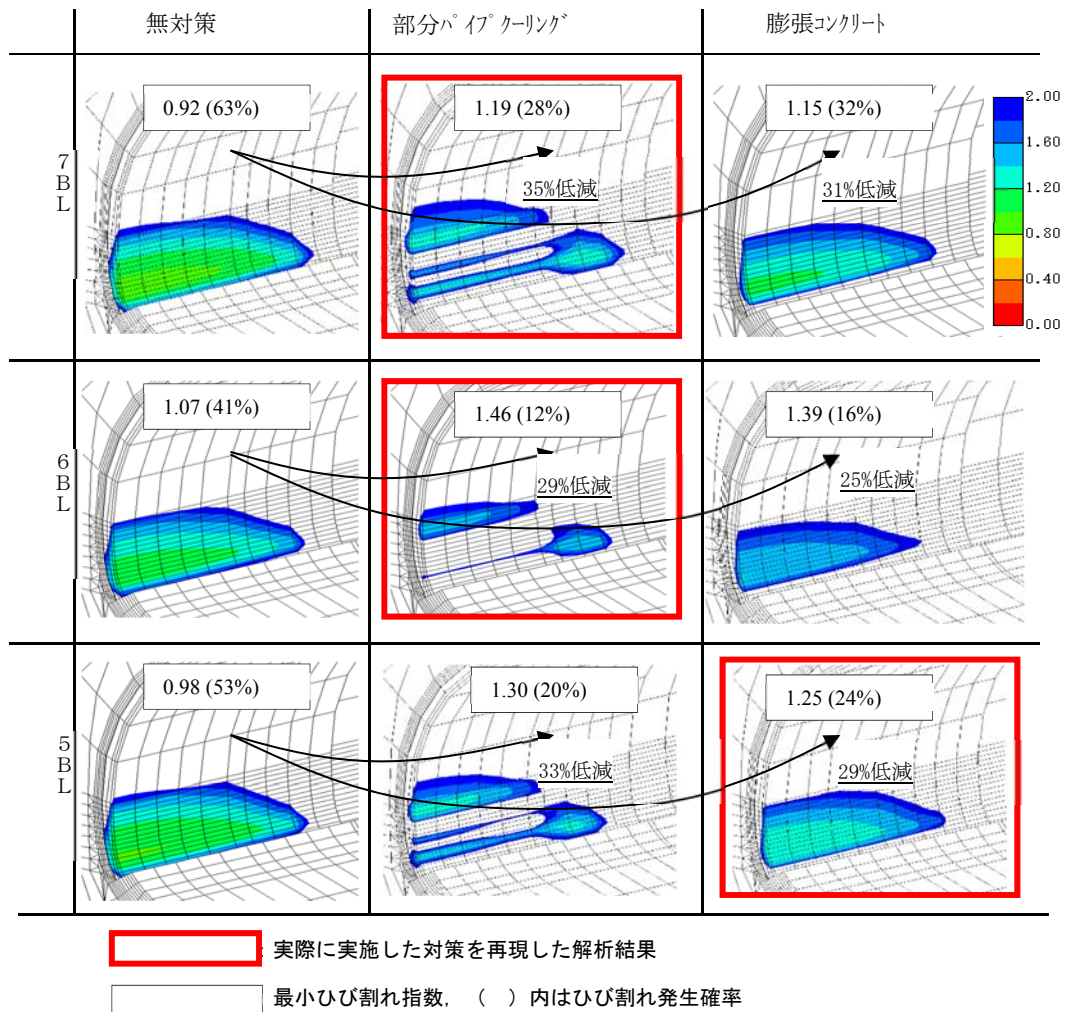 無対策
部分パイプクーリング
膨張コンクリート
7BL
0.92 (63%)
1.19 (28%)
1.15 (32%)
35%低減
31%低減
2.00
1.60
1.20
0.80
0.40
0.00
6BL
1.07 (41%)
1.46 (12%)
1.39 (16%)
29%低減
25%低減
5BL
0.98 (53%)
1.30 (20%)
1.25 (24%)
33%低減
29%低減
：実際に実施した対策を再現した解析結果
最小ひび割れ指数，（　）内はひび割れ発生確率